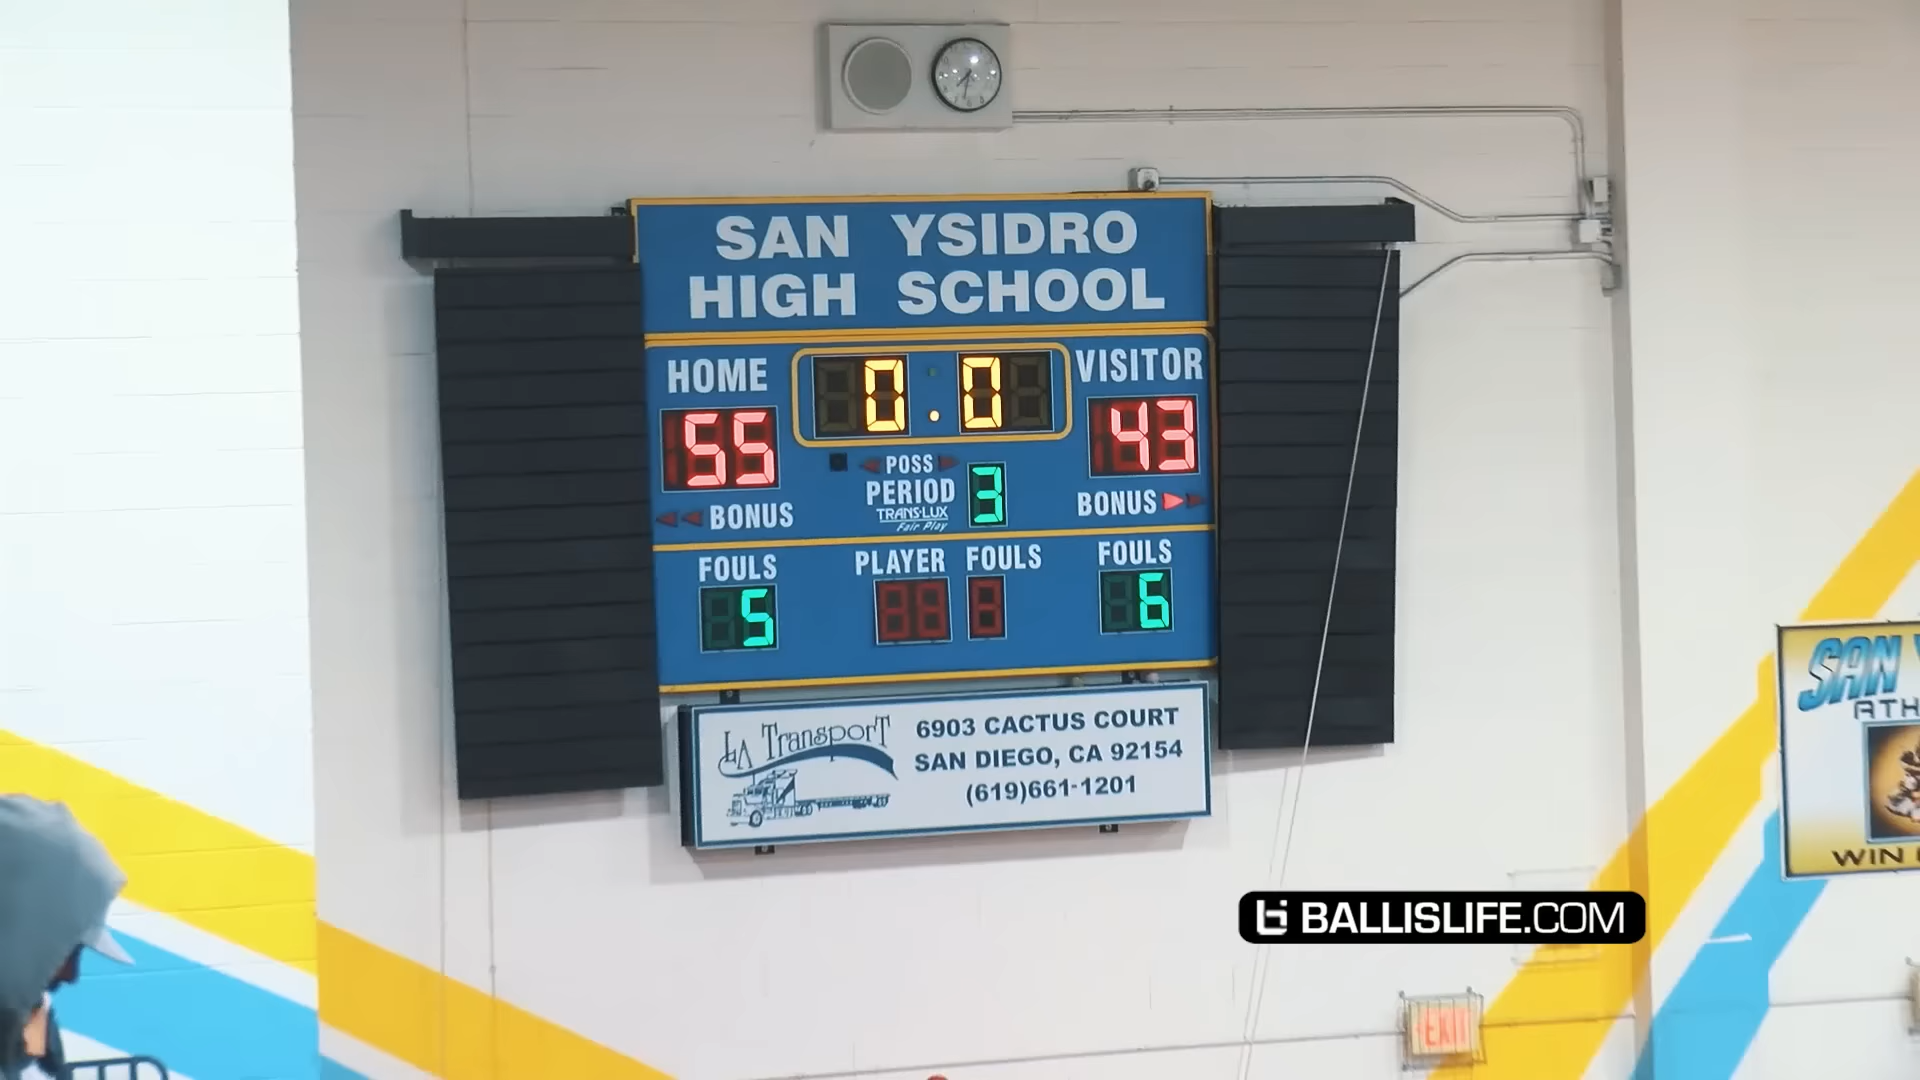 SAN YSIDRO
HIGH SCHOOL
HOME
0.0
VISITOR
55
43
POSS
PERIOD 3
TRANS-LUX
Fair Play
BONUS
BONUS
FOULS
PLAYER FOULS
FOULS
5
6
LA TransporT
6903 CACTUS COURT
SAN DIEGO, CA 92154
(619)661-1201
SAN
ATH
WIN
BALLISLIFE.COM
EXIT